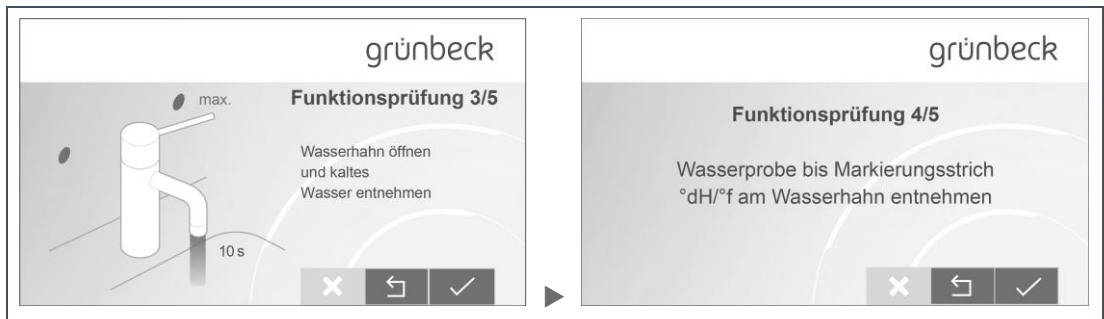 grünbeck
max.
Funktionsprüfung 3/5
Wasserhahn öffnen
und kaltes
Wasser entnehmen
10 s
grünbeck
Funktionsprüfung 4/5
Wasserprobe bis Markierungsstrich
°dH/°f am Wasserhahn entnehmen